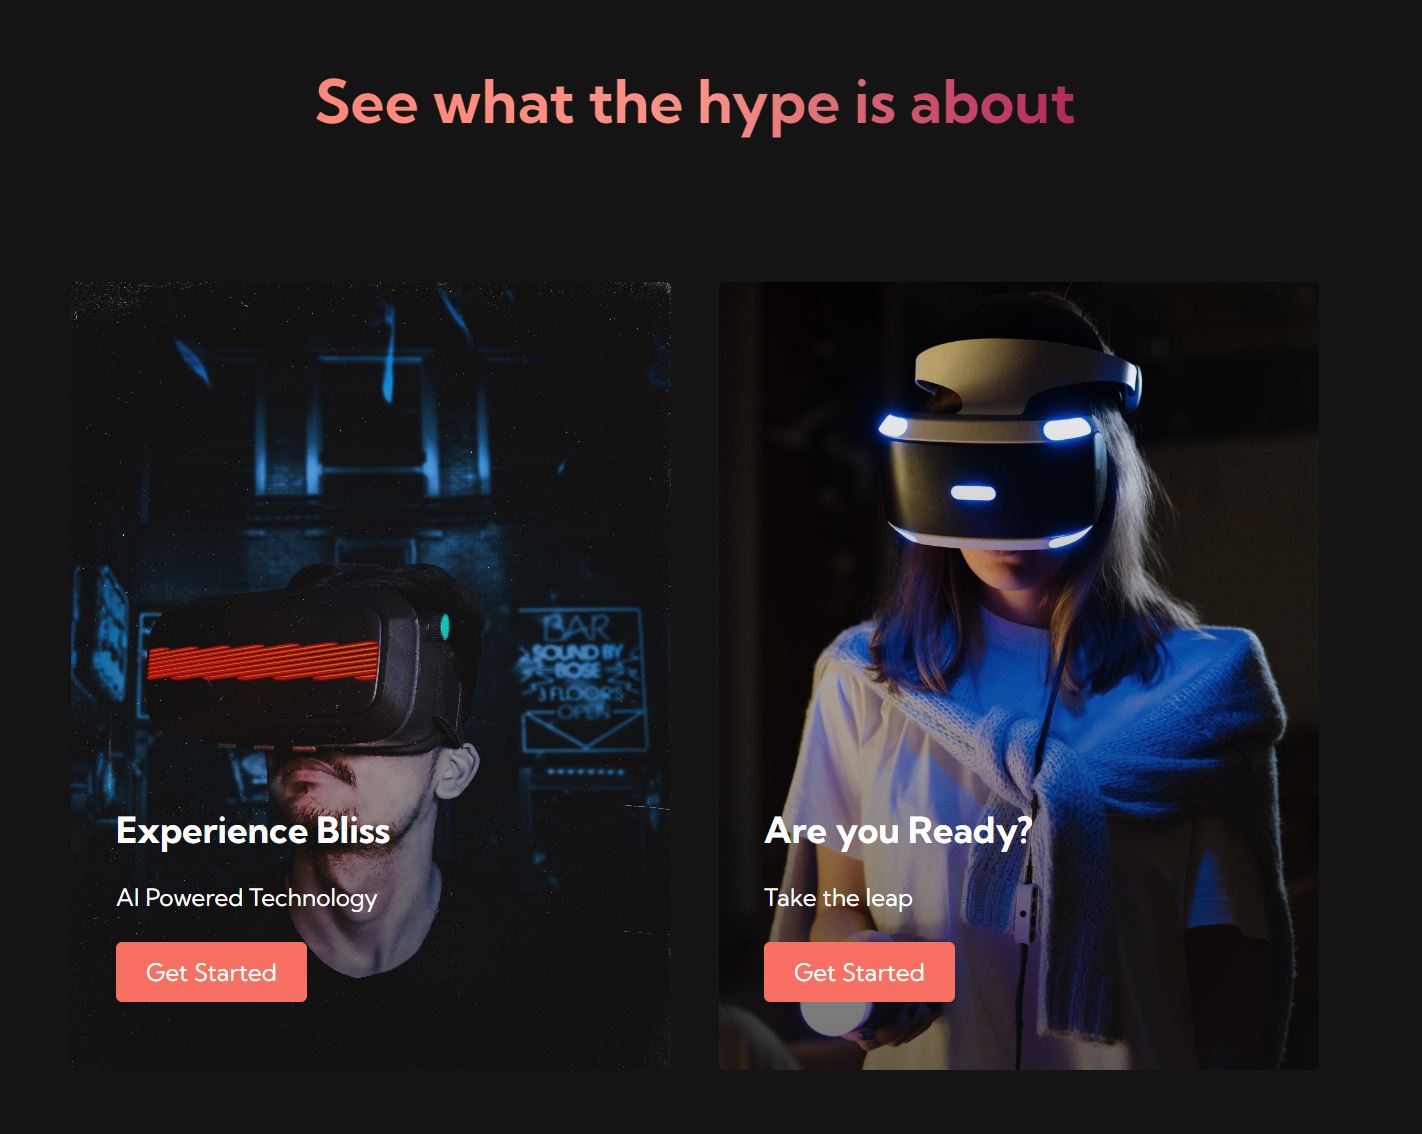 See what the hype is about
BAR
SOUND BY
BOSE
3 FLOORS
OPEN
Experience Bliss
AI Powered Technology
Get Started
Are you Ready?
Take the leap
Get Started